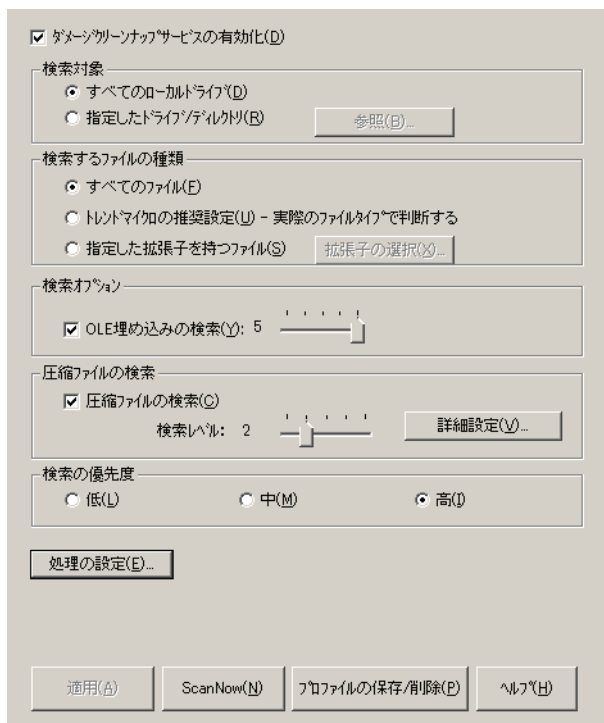 ﾀﾞﾒｰｼﾞｸﾘｰﾝﾅｯﾌﾟｻｰﾋﾞｽの有効化(D)
検索対象
すべてのﾛｰｶﾙﾄﾞﾗｲﾌﾞ(D)
指定したﾄﾞﾗｲﾌﾞ/ﾃﾞｨﾚｸﾄﾘ(R)
参照(B)...
検索するﾌｧｲﾙの種類
すべてのﾌｧｲﾙ(F)
ﾄﾚﾝﾄﾞﾏｲｸﾛの推奨設定(U) - 実際のﾌｧｲﾙﾀｲﾌﾟで判断する
指定した拡張子を持つﾌｧｲﾙ(S)
拡張子の選択(X)...
検索ｵﾌﾟｼｮﾝ
OLE埋め込みの検索(Y): 5
圧縮ﾌｧｲﾙの検索
圧縮ﾌｧｲﾙの検索(C)
検索ﾚﾍﾞﾙ: 2
詳細設定(V)...
検索の優先度
低(L)
中(M)
高(I)
処理の設定(E)...
適用(A)
ScanNow(N)
ﾌﾟﾛﾌｧｲﾙの保存/削除(P)
ﾍﾙﾌﾟ(H)